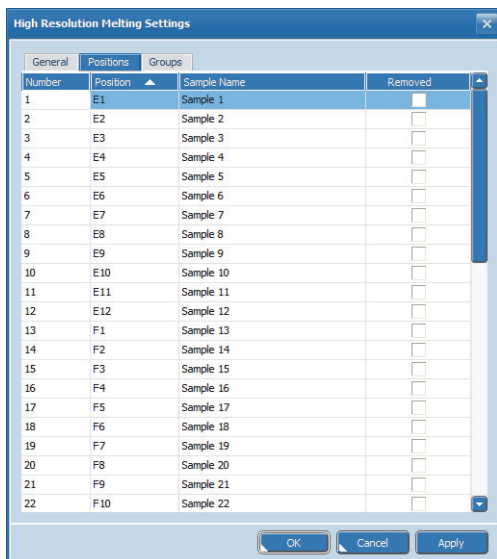 High Resolution Melting Settings
General Positions Groups
Number Position Sample Name Removed
1 E1 Sample 1
2 E2 Sample 2
3 E3 Sample 3
4 E4 Sample 4
5 E5 Sample 5
6 E6 Sample 6
7 E7 Sample 7
8 E8 Sample 8
9 E9 Sample 9
10 E10 Sample 10
11 E11 Sample 11
12 E12 Sample 12
13 F1 Sample 13
14 F2 Sample 14
15 F3 Sample 15
16 F4 Sample 16
17 F5 Sample 17
18 F6 Sample 18
19 F7 Sample 19
20 F8 Sample 20
21 F9 Sample 21
22 F10 Sample 22
OK Cancel Apply